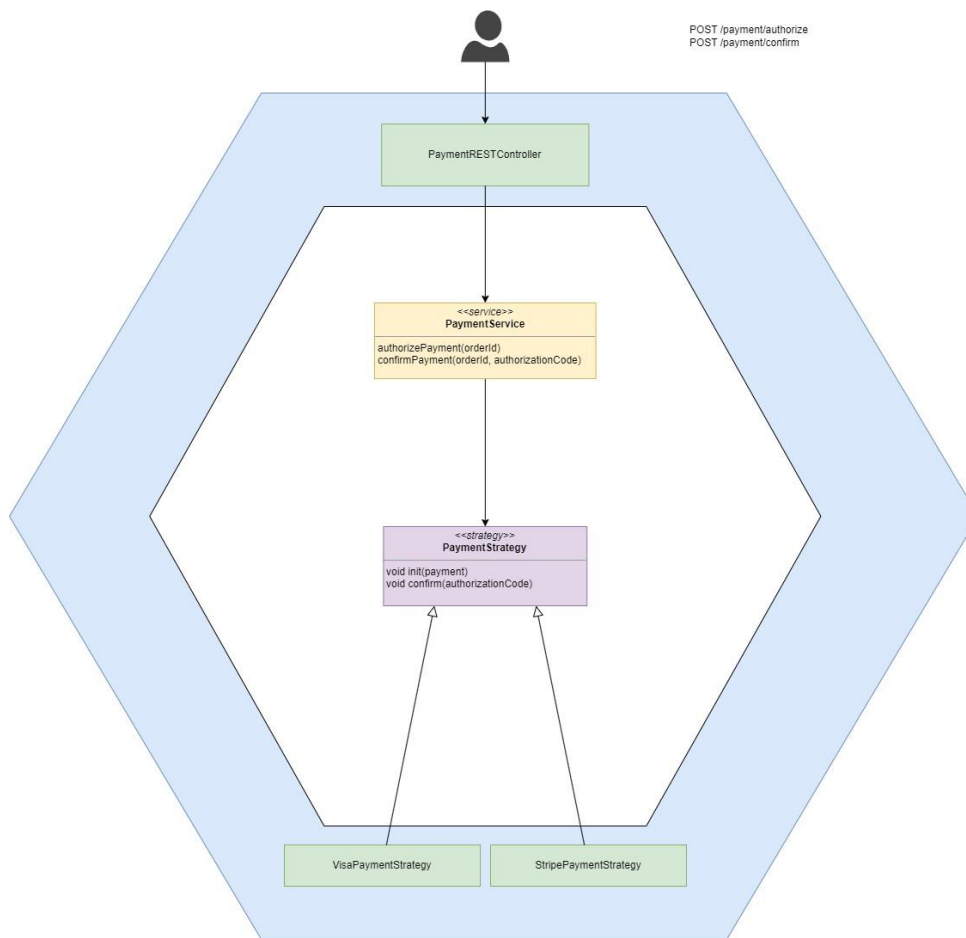 POST /payment/authorize
POST /payment/confirm
PaymentRESTController
<<service>>
PaymentService
authorizePayment(orderId)
confirmPayment(orderId, authorizationCode)
<<strategy>>
PaymentStrategy
void init(payment)
void confirm(authorizationCode)
VisaPaymentStrategy
StripePaymentStrategy